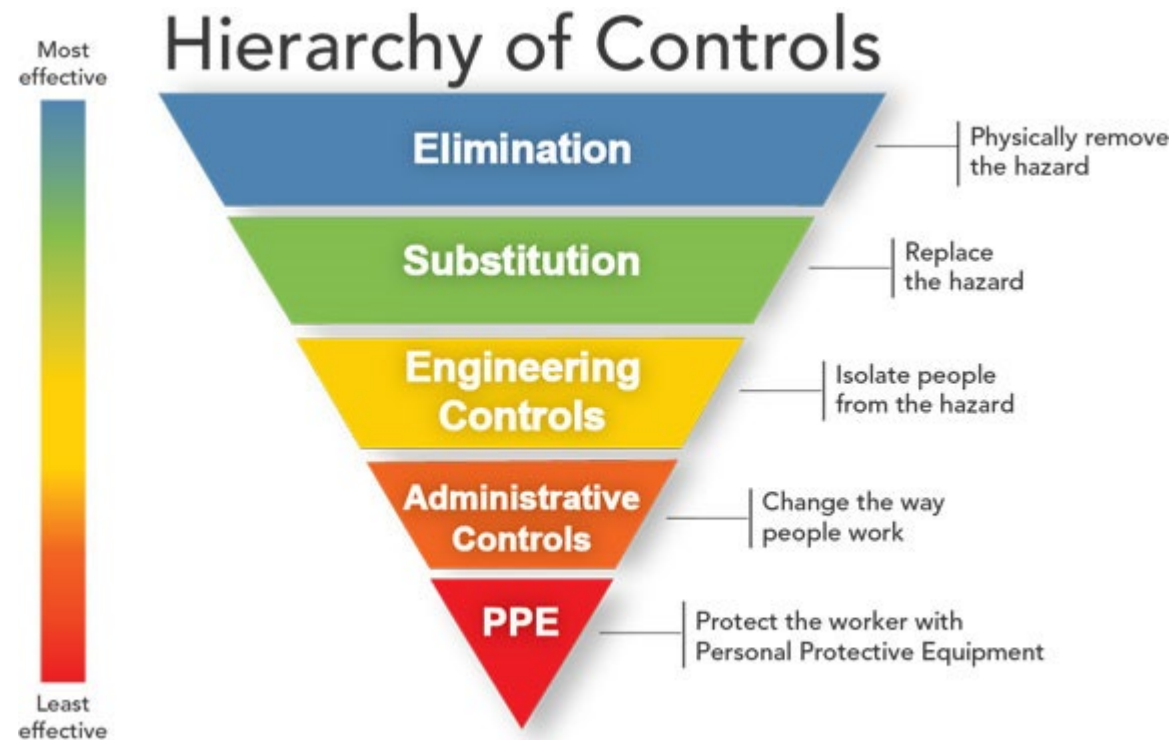 Hierarchy of Controls
Most
effective
Elimination
Physically remove
the hazard
Substitution
Replace
the hazard
Engineering
Controls
Isolate people
from the hazard
Administrative
Controls
Change the way
people work
PPE
Protect the worker with
Personal Protective Equipment
Least
effective